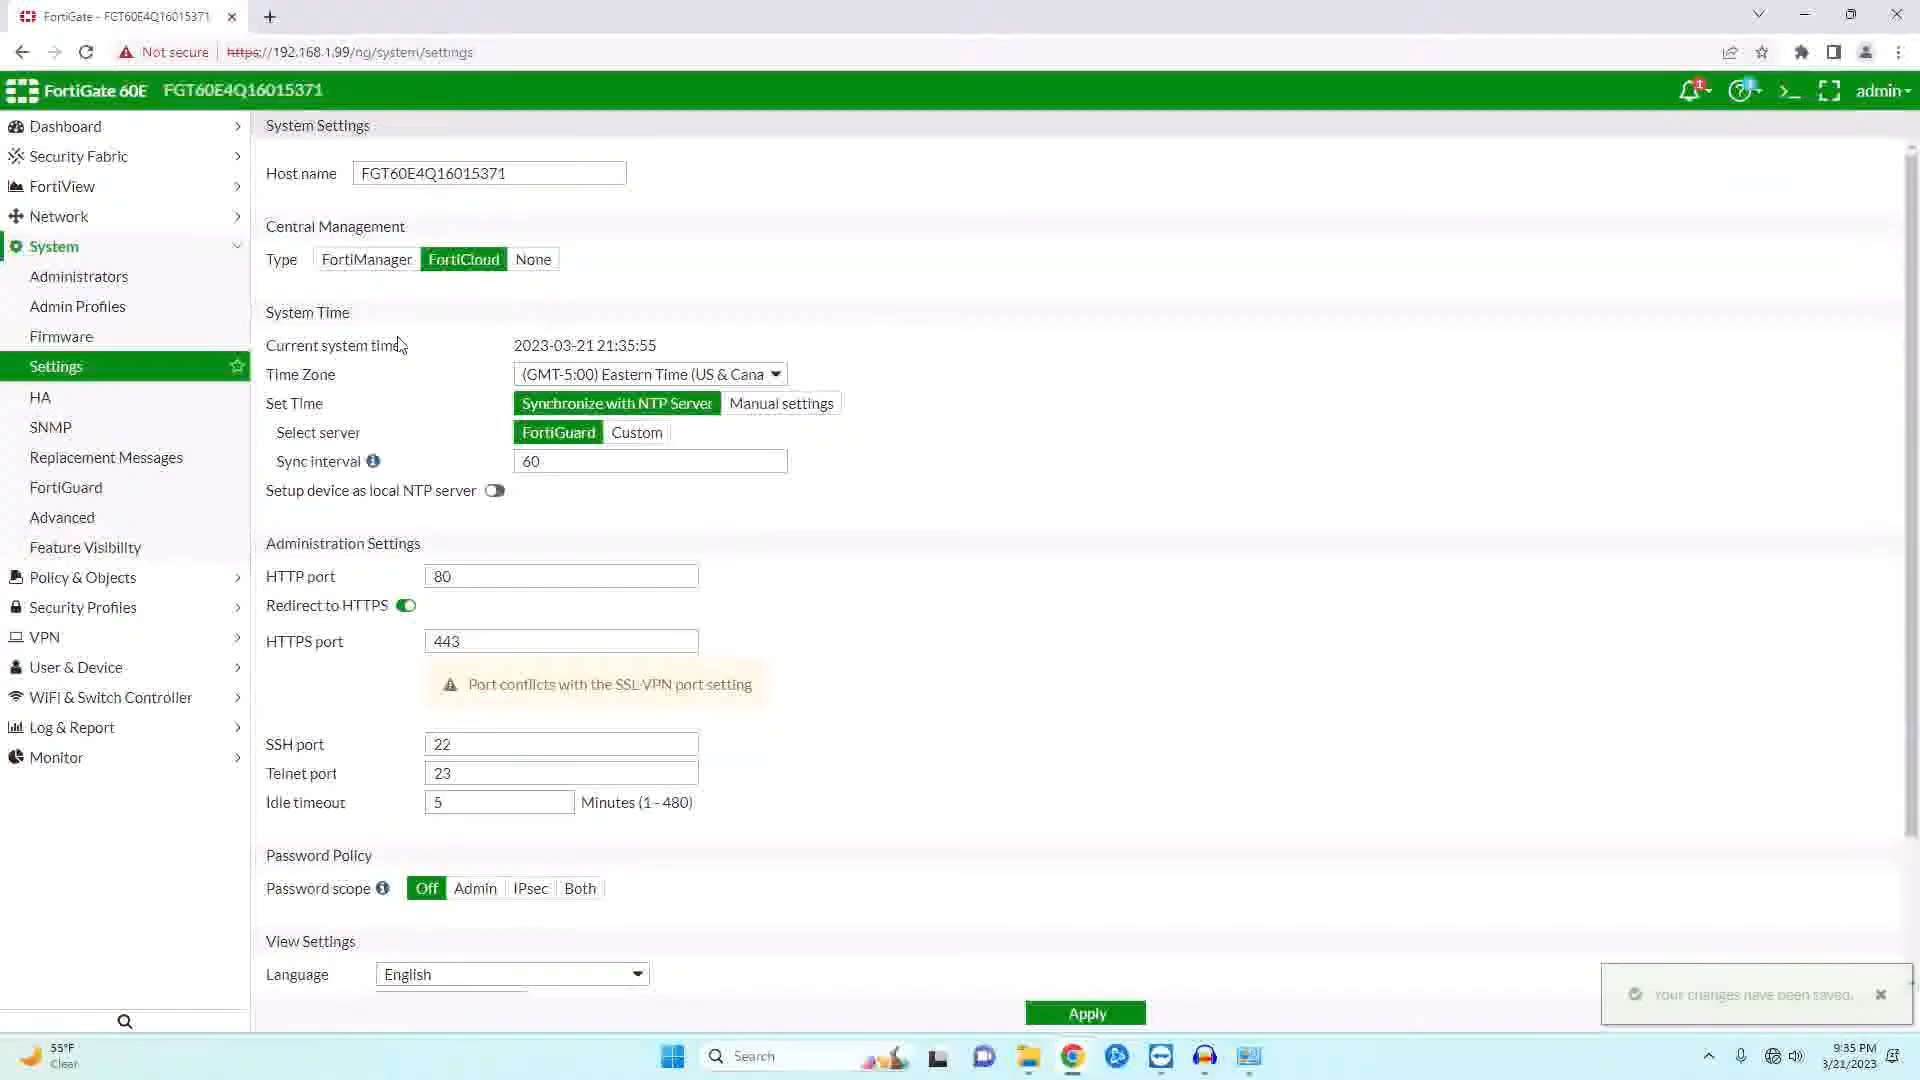 FortiGate - FGT60E4Q16015371
Not secure
https://192.168.1.99/ng/system/settings
FortiGate 60E FGT60E4Q16015371
1
admin
Dashboard
Security Fabric
FortiView
Network
System
Administrators
Admin Profiles
Firmware
Settings
HA
SNMP
Replacement Messages
FortiGuard
Advanced
Feature Visibility
Policy & Objects
Security Profiles
VPN
User & Device
WiFi & Switch Controller
Log & Report
Monitor
System Settings
Host name FGT60E4Q16015371
Central Management
Type FortiManager FortiCloud None
System Time
Current system time 2023-03-21 21:35:55
Time Zone (GMT-5:00) Eastern Time (US & Cana
Set Time Synchronize with NTP Server Manual settings
Select server FortiGuard Custom
Sync interval 60
Setup device as local NTP server
Administration Settings
HTTP port 80
Redirect to HTTPS
HTTPS port 443
Port conflicts with the SSL-VPN port setting
SSH port 22
Telnet port 23
Idle timeout 5 Minutes (1 - 480)
Password Policy
Password scope Off Admin IPsec Both
View Settings
Language English
Apply
Your changes have been saved.
55°F
Clear
Search
9:35 PM
3/21/2023